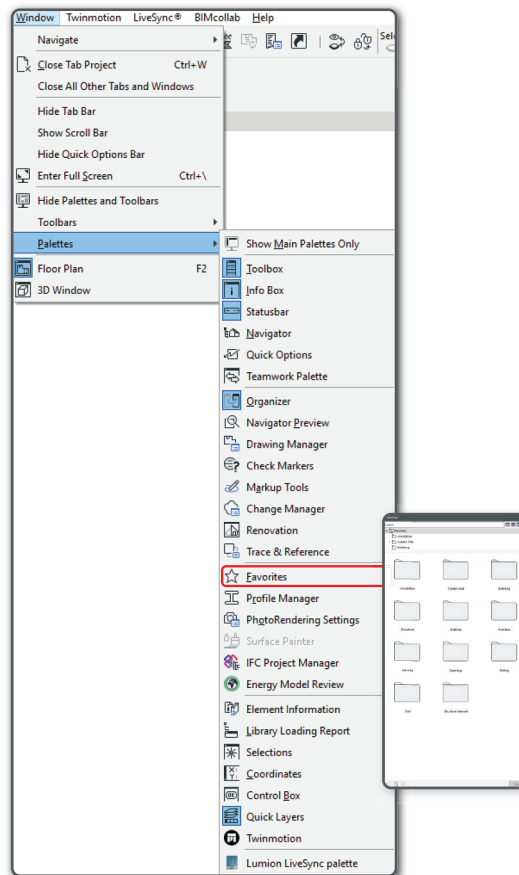 Window Twinmotion LiveSync® BIMcollab Help
Navigate
Close Tab Project Ctrl+W
Close All Other Tabs and Windows
Hide Tab Bar
Show Scroll Bar
Hide Quick Options Bar
Enter Full Screen Ctrl+\
Hide Palettes and Toolbars
Toolbars
Palettes
Floor Plan F2
3D Window
Show Main Palettes Only
Toolbox
Info Box
Statusbar
Navigator
Quick Options
Teamwork Palette
Organizer
Navigator Preview
Drawing Manager
Check Markers
Markup Tools
Change Manager
Renovation
Trace & Reference
Favorites
Profile Manager
PhotoRendering Settings
Surface Painter
IFC Project Manager
Energy Model Review
Element Information
Library Loading Report
Selections
Coordinates
Control Box
Quick Layers
Twinmotion
Lumion LiveSync palette